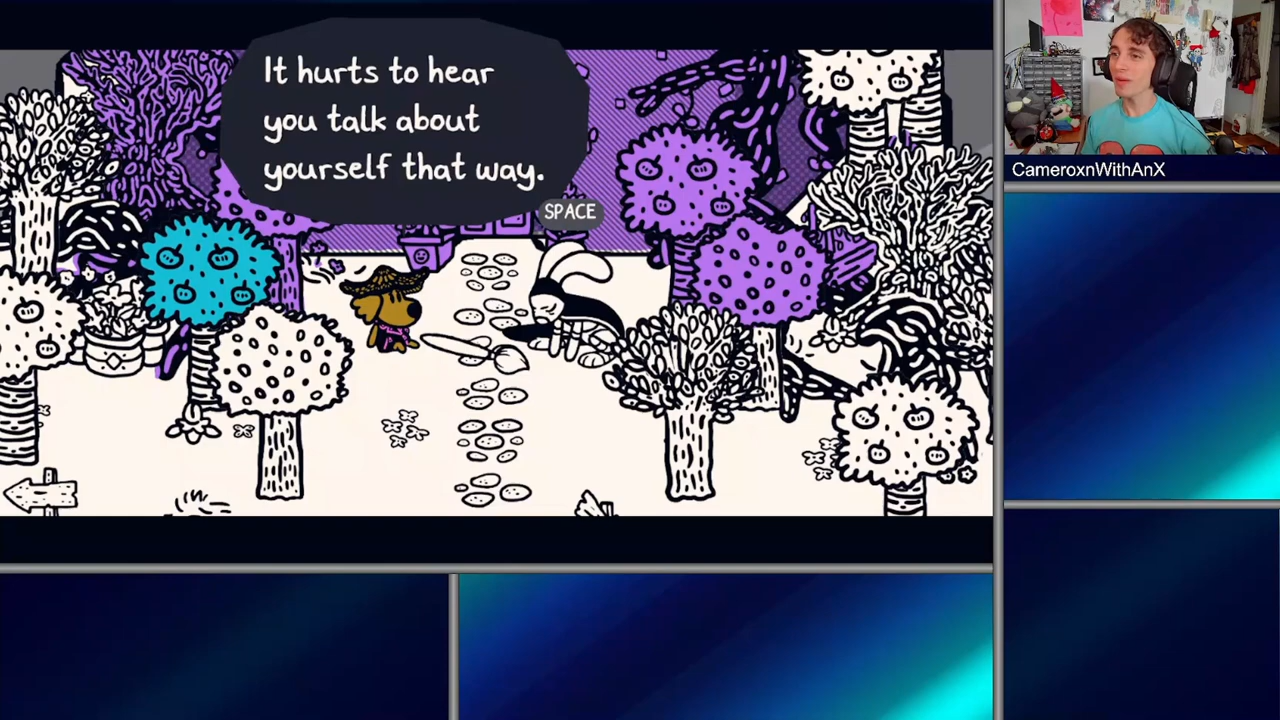 It hurts to hear
you talk about
yourself that way.
SPACE
CameroxnWithAnX